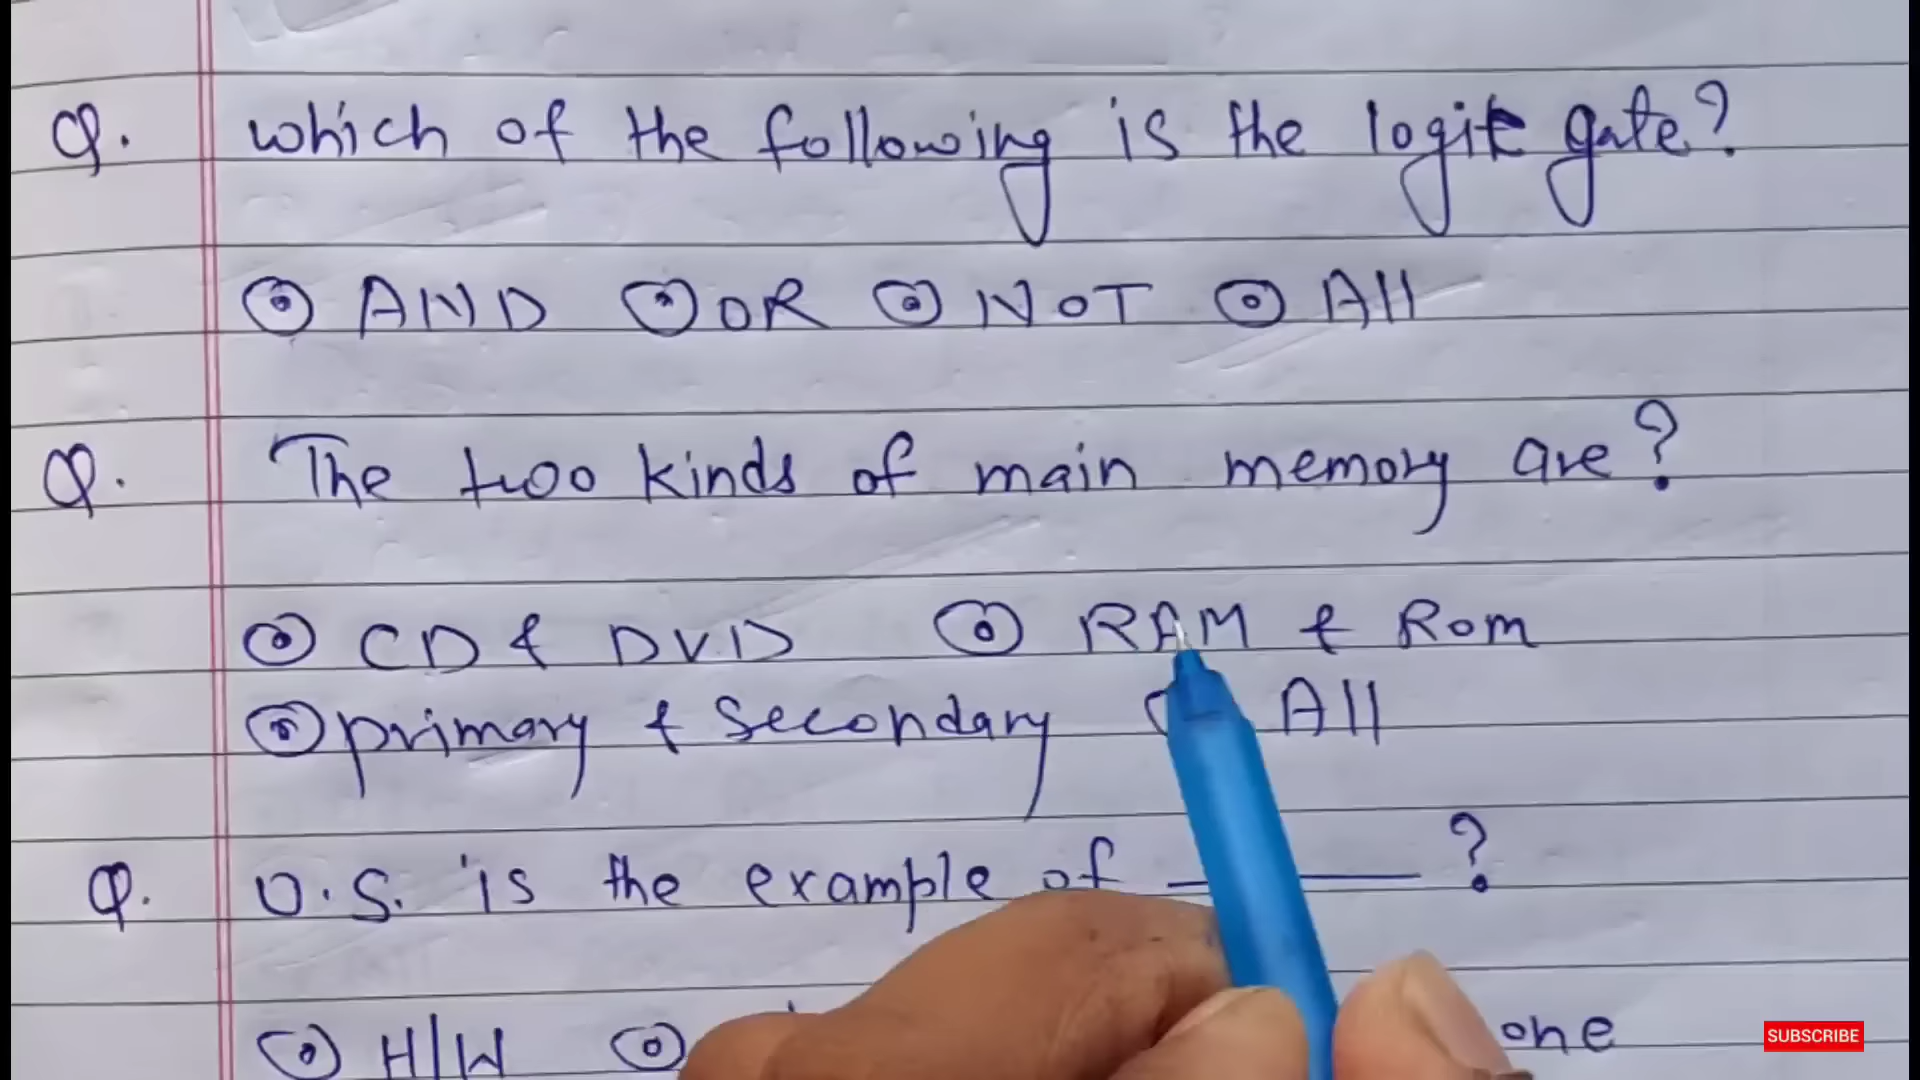 Q. which of the following is the logic gate?
AND OR NOT All
Q. The two kinds of main memory are?
CD & DVD RAM & Rom
primary & Secondary All
Q. O.S. is the example of ______ ?
H/W one
SUBSCRIBE